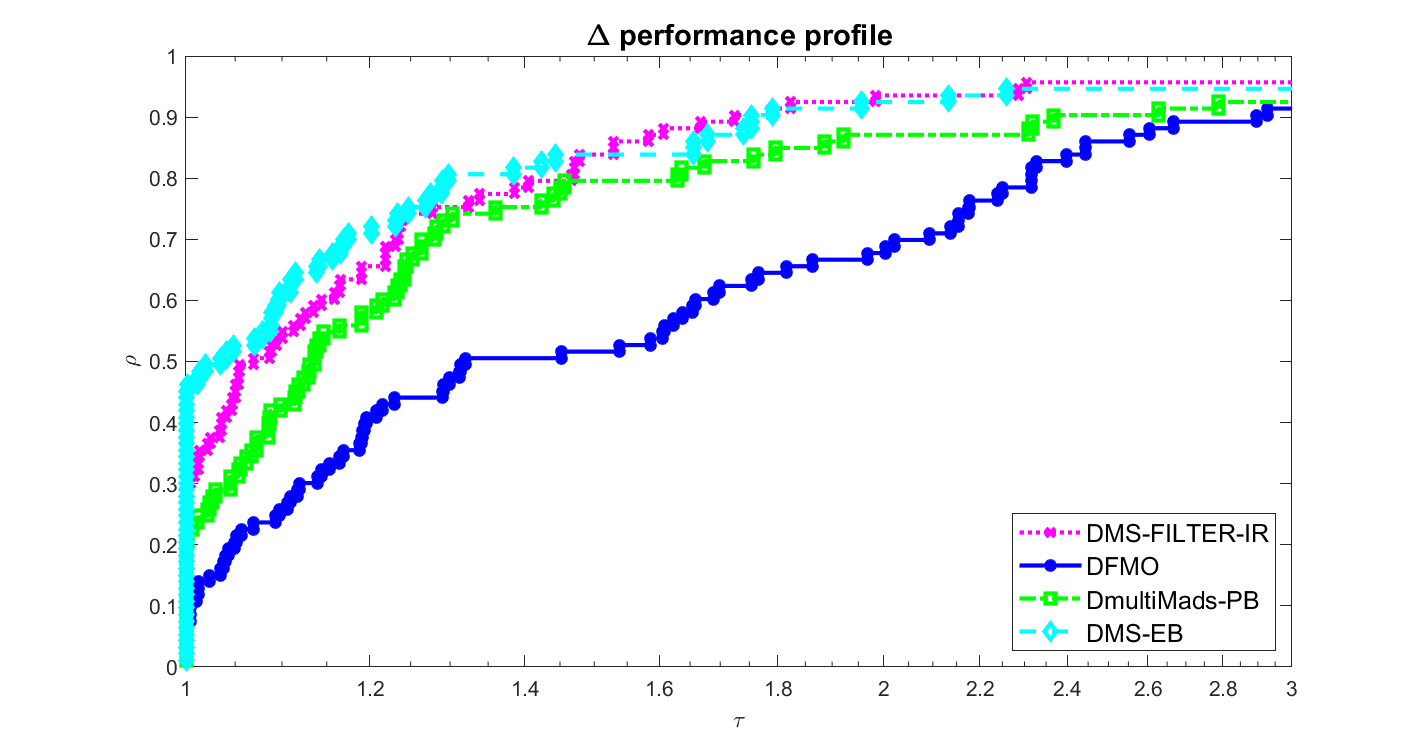 Δ performance profile
1
0.9
0.8
0.7
0.6
0.5
0.4
0.3
0.2
0.1
0
ρ
1 1.2 1.4 1.6 1.8 2 2.2 2.4 2.6 2.8 3
τ
DMS-FILTER-IR
DFMO
DmultiMads-PB
DMS-EB